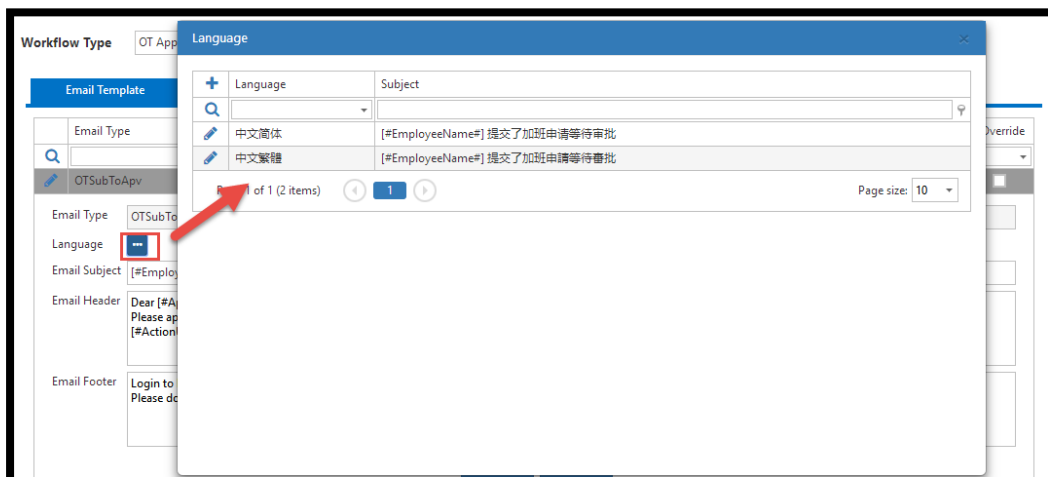 Workflow Type
OT App
Language
Email Template
Language
Subject
Email Type
Override
中文简体
[#EmployeeName#] 提交了加班申请等待审批
中文繁體
[#EmployeeName#] 提交了加班申請等待審批
OTSubToApv
1 of 1 (2 items)
1
Page size:
10
Email Type
OTSubTo
Language
Email Subject
[#Employ
Email Header
Dear [#Ap
Please ap
[#Action
Email Footer
Login to
Please do